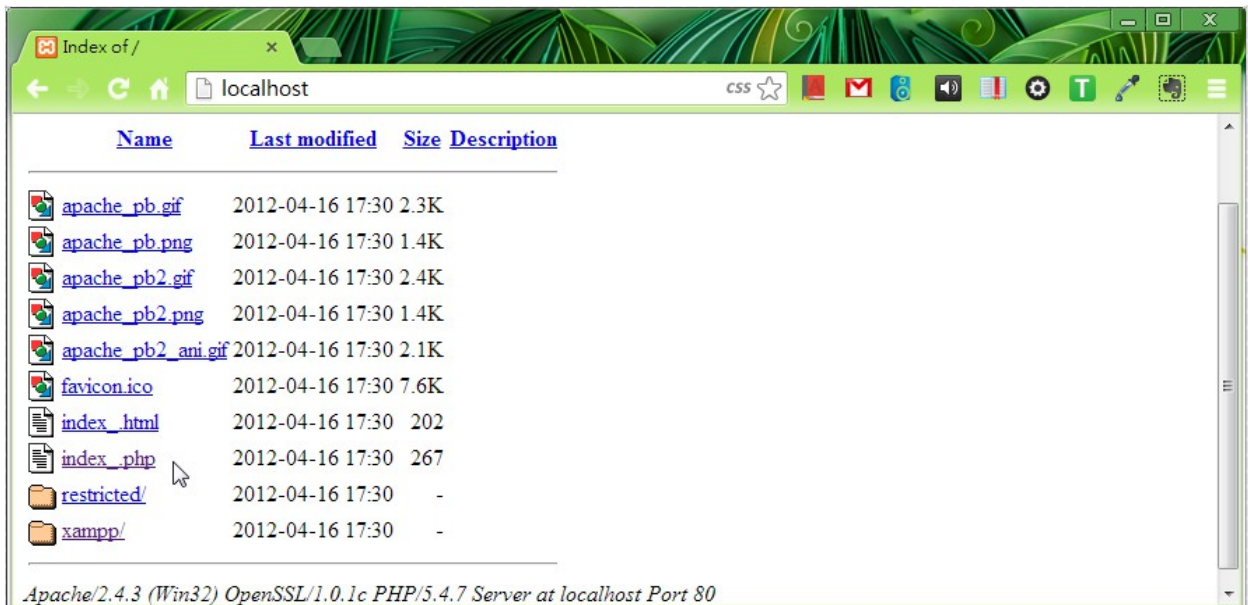 Index of /
localhost
css
T
Name Last modified Size Description
apache_pb.gif 2012-04-16 17:30 2.3K
apache_pb.png 2012-04-16 17:30 1.4K
apache_pb2.gif 2012-04-16 17:30 2.4K
apache_pb2.png 2012-04-16 17:30 1.4K
apache_pb2_ani.gif 2012-04-16 17:30 2.1K
favicon.ico 2012-04-16 17:30 7.6K
index_.html 2012-04-16 17:30 202
index_.php 2012-04-16 17:30 267
restricted/ 2012-04-16 17:30 -
xampp/ 2012-04-16 17:30 -
Apache/2.4.3 (Win32) OpenSSL/1.0.1c PHP/5.4.7 Server at localhost Port 80